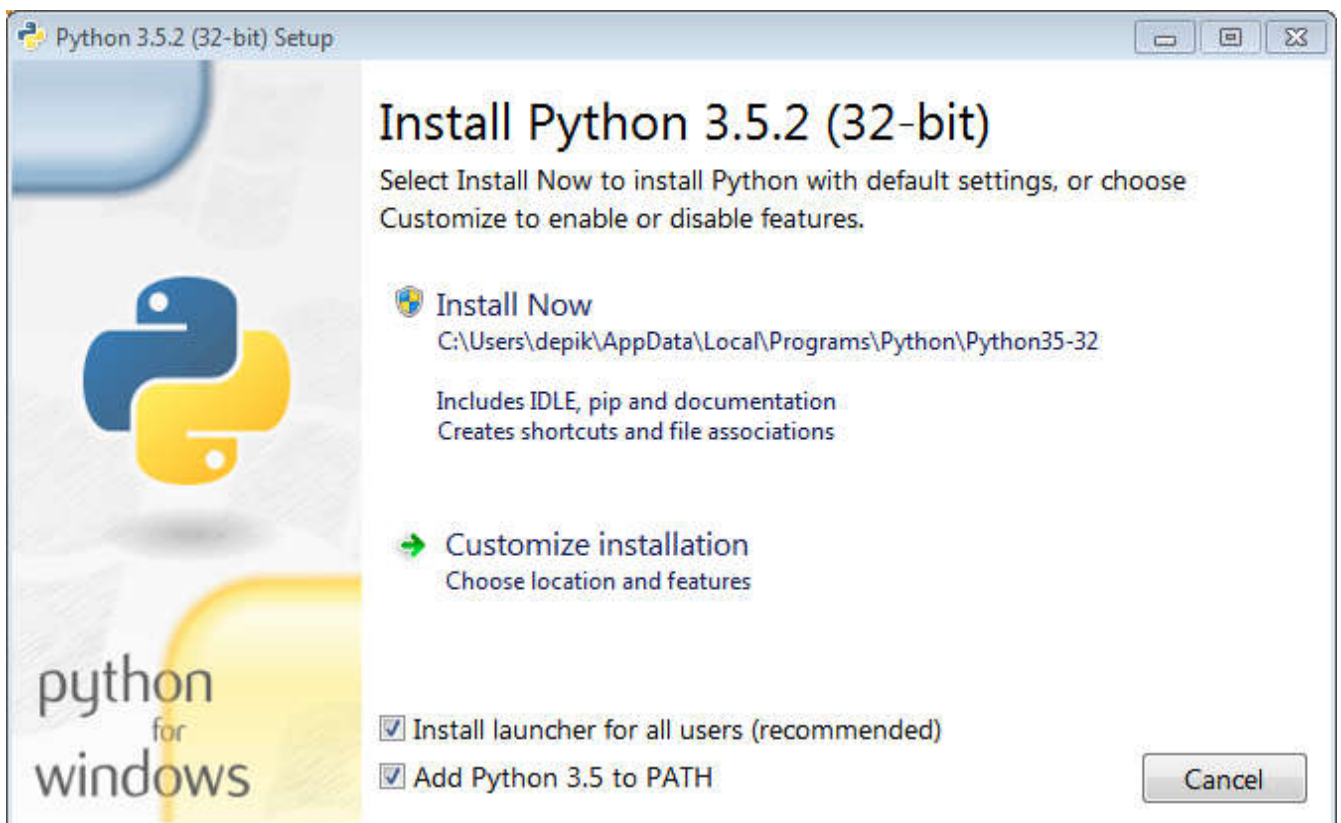 Python 3.5.2 (32-bit) Setup
Install Python 3.5.2 (32-bit)
Select Install Now to install Python with default settings, or choose
Customize to enable or disable features.
Install Now
C:\Users\depik\AppData\Local\Programs\Python\Python35-32
Includes IDLE, pip and documentation
Creates shortcuts and file associations
Customize installation
Choose location and features
python
for
windows
Install launcher for all users (recommended)
Add Python 3.5 to PATH
Cancel